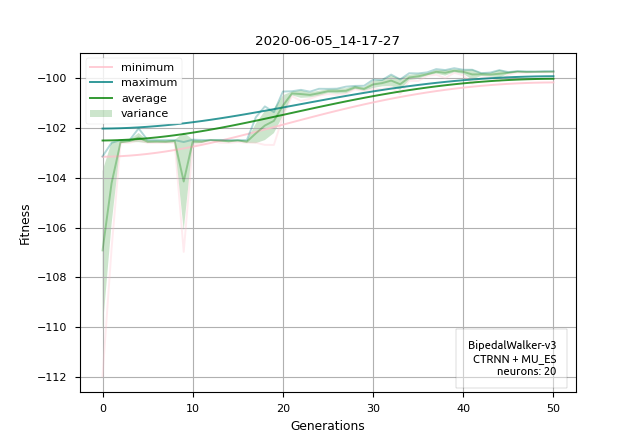 2020-06-05_14-17-27
minimum
maximum
average
variance
−100
−102
−104
−106
−108
−110
−112
Fitness
BipedalWalker-v3
CTRNN + MU_ES
neurons: 20
0
10
20
30
40
50
Generations